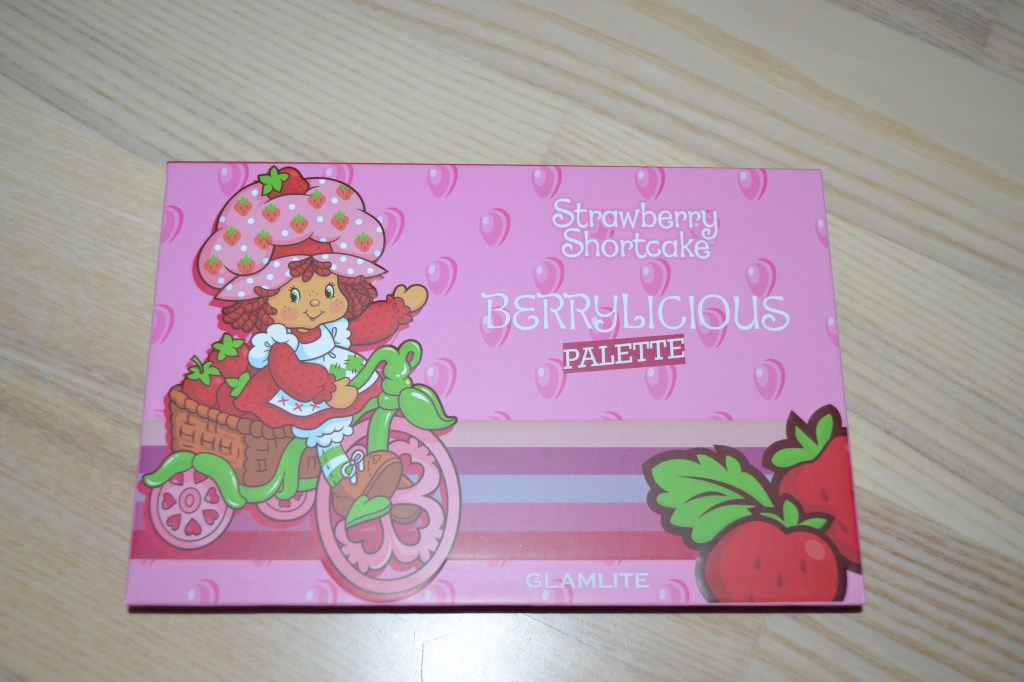 Strawberry
Shortcake
BERRYLICIOUS
PALETTE
GLAMLITE